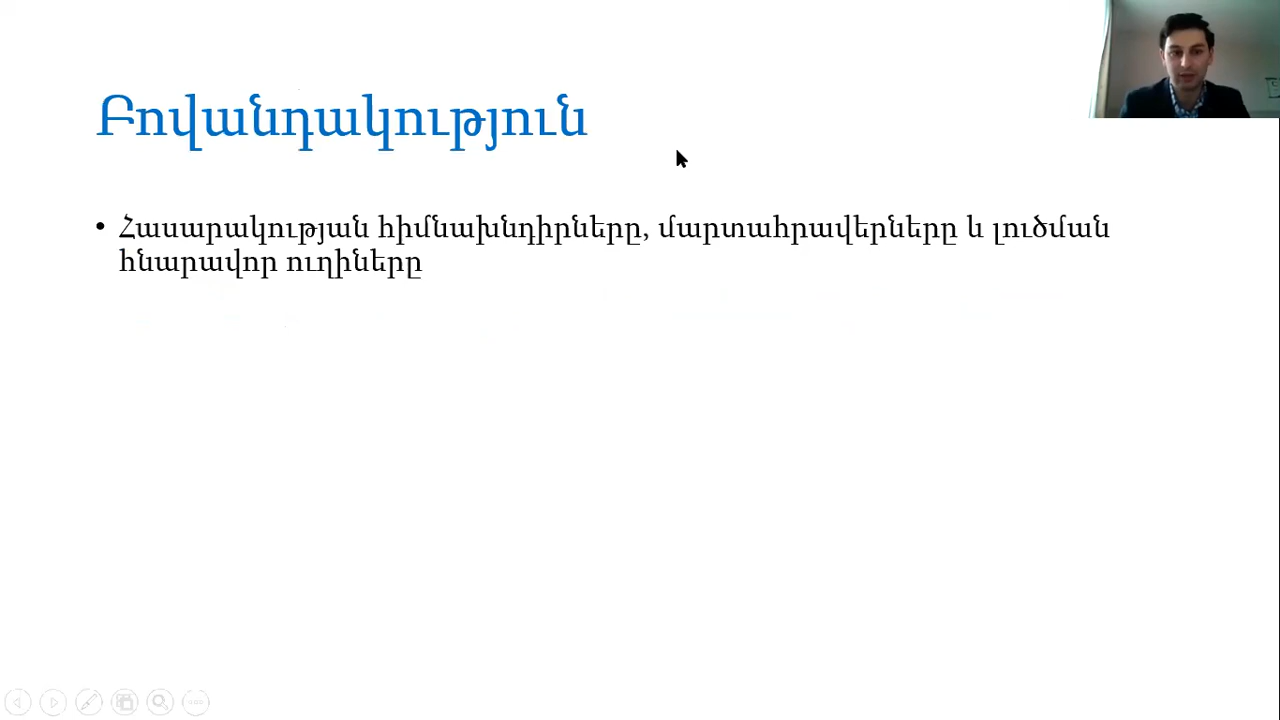 Բովանդակություն
• Հասարակության հիմնախնդիրները, մարտահրավերները և լուծման
հնարավոր ուղիները